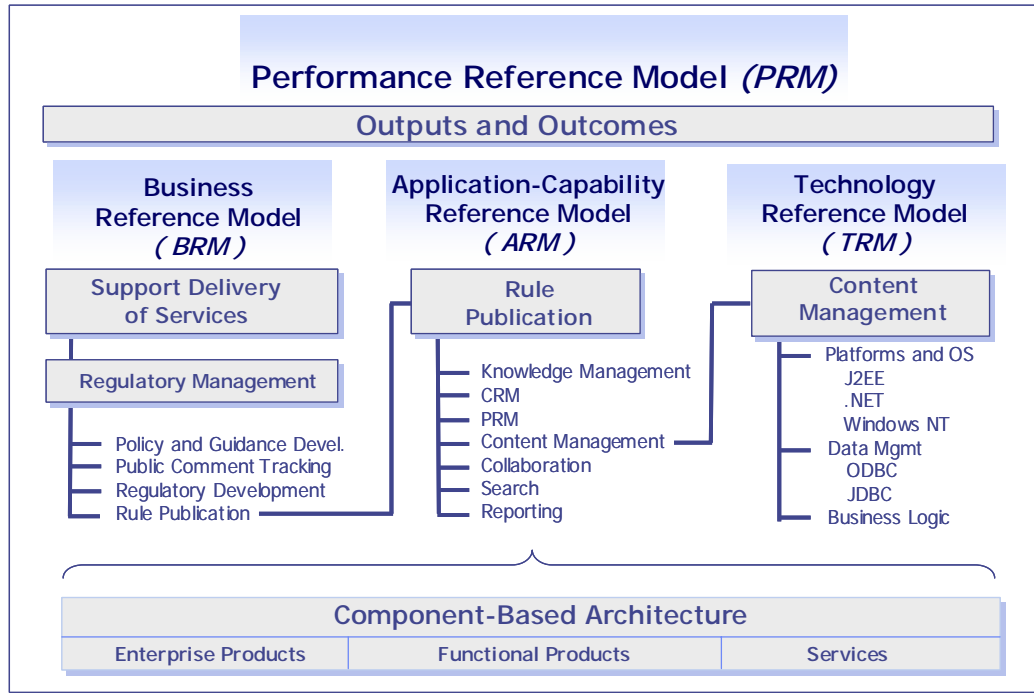 Performance Reference Model (PRM)
Outputs and Outcomes
Business
Reference Model
( BRM )
Support Delivery
of Services
Regulatory Management
Policy and Guidance Devel.
Public Comment Tracking
Regulatory Development
Rule Publication
Application-Capability
Reference Model
( ARM )
Rule
Publication
Knowledge Management
CRM
PRM
Content Management
Collaboration
Search
Reporting
Technology
Reference Model
( TRM )
Content
Management
Platforms and OS
J2EE
.NET
Windows NT
Data Mgmt
ODBC
JDBC
Business Logic
Component-Based Architecture
Enterprise Products
Functional Products
Services